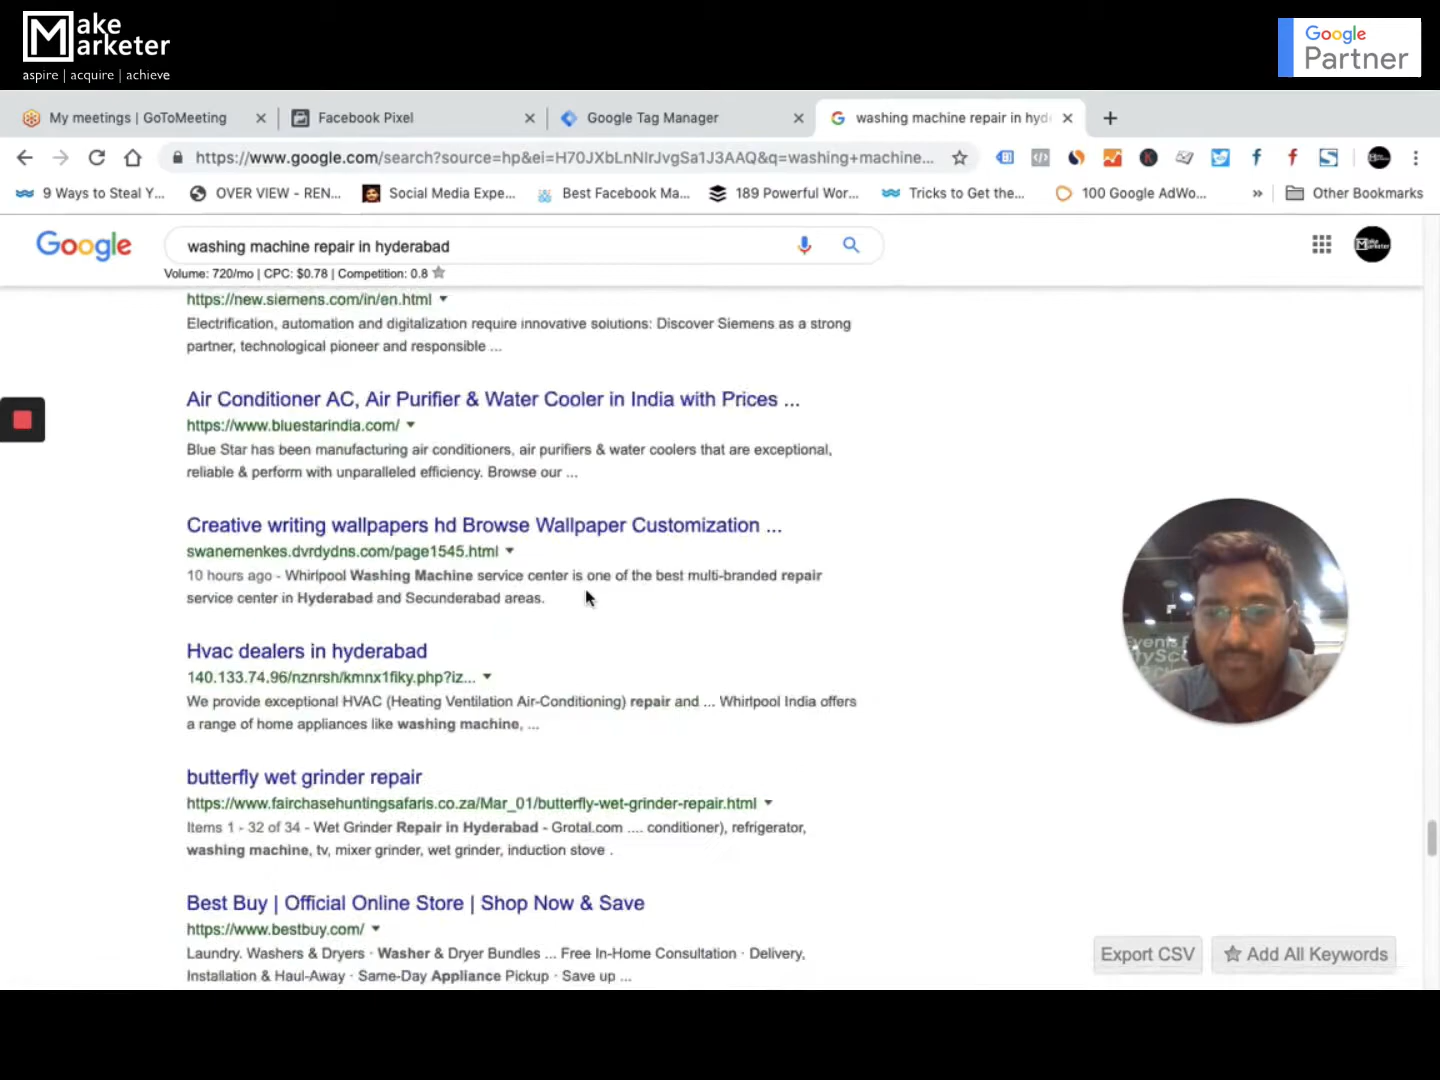 Make
Marketer
aspire | acquire | achieve
Google
Partner
My meetings | GoToMeeting
Facebook Pixel
Google Tag Manager
washing machine repair in hyd
https://www.google.com/search?source=hp&ei=H70JXbLnNIrJvgSa1J3AAQ&q=washing+machine...
9 Ways to Steal Y...
OVER VIEW - REN...
Social Media Expe...
Best Facebook Ma...
189 Powerful Wor...
Tricks to Get the...
100 Google AdWo...
»
Other Bookmarks
Google
washing machine repair in hyderabad
Volume: 720/mo | CPC: $0.78 | Competition: 0.8
https://new.siemens.com/in/en.html
Electrification, automation and digitalization require innovative solutions: Discover Siemens as a strong
partner, technological pioneer and responsible ...
Air Conditioner AC, Air Purifier & Water Cooler in India with Prices ...
https://www.bluestarindia.com/
Blue Star has been manufacturing air conditioners, air purifiers & water coolers that are exceptional,
reliable & perform with unparalleled efficiency. Browse our ...
Creative writing wallpapers hd Browse Wallpaper Customization ...
swanemenkes.dvrdydns.com/page1545.html
10 hours ago - Whirlpool Washing Machine service center is one of the best multi-branded repair
service center in Hyderabad and Secunderabad areas.
Hvac dealers in hyderabad
140.133.74.96/nznrsh/kmnx1fiky.php?iz...
We provide exceptional HVAC (Heating Ventilation Air-Conditioning) repair and ... Whirlpool India offers
a range of home appliances like washing machine, ...
butterfly wet grinder repair
https://www.fairchasehuntingsafaris.co.za/Mar_01/butterfly-wet-grinder-repair.html
Items 1 - 32 of 34 - Wet Grinder Repair in Hyderabad - Grotal.com .... conditioner), refrigerator,
washing machine, tv, mixer grinder, wet grinder, induction stove .
Best Buy | Official Online Store | Shop Now & Save
https://www.bestbuy.com/
Laundry. Washers & Dryers · Washer & Dryer Bundles ... Free In-Home Consultation · Delivery,
Installation & Haul-Away · Same-Day Appliance Pickup · Save up ...
Export CSV
Add All Keywords